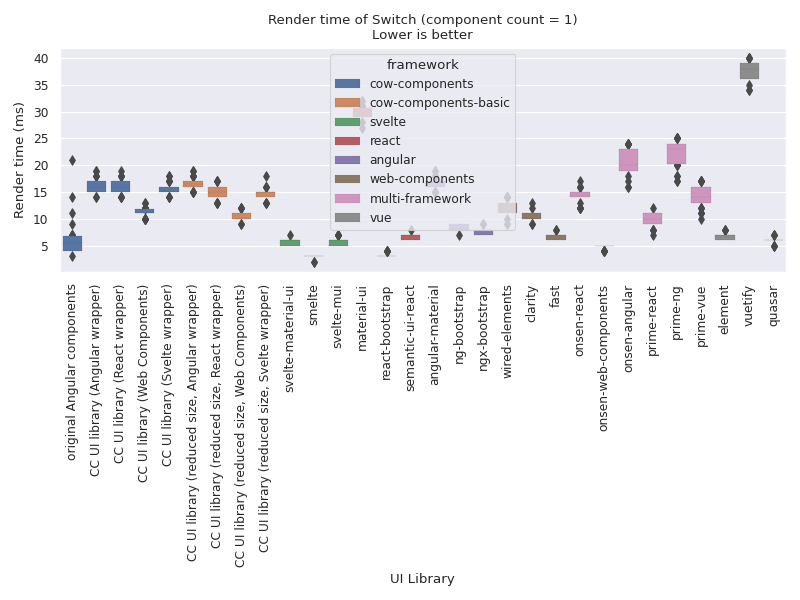 Render time of Switch (component count = 1)
Lower is better
Render time (ms)
40
35
30
25
20
15
10
5
framework
cow-components
cow-components-basic
svelte
react
angular
web-components
multi-framework
vue
original Angular components
CC UI library (Angular wrapper)
CC UI library (React wrapper)
CC UI library (Web Components)
CC UI library (Svelte wrapper)
CC UI library (reduced size, Angular wrapper)
CC UI library (reduced size, React wrapper)
CC UI library (reduced size, Web Components)
CC UI library (reduced size, Svelte wrapper)
svelte-material-ui
smelte
svelte-mui
material-ui
react-bootstrap
semantic-ui-react
angular-material
ng-bootstrap
ngx-bootstrap
wired-elements
clarity
fast
onsen-react
onsen-web-components
onsen-angular
prime-react
prime-ng
prime-vue
element
vuetify
quasar
UI Library